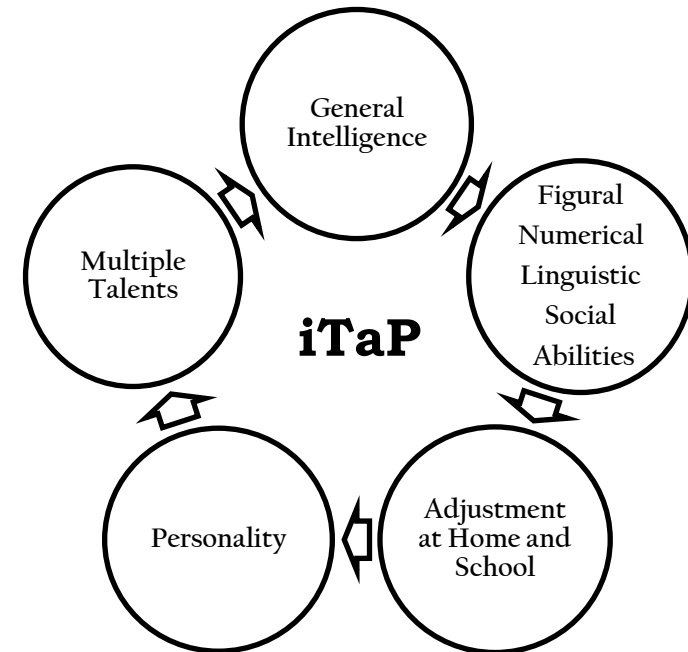 General
Intelligence
Figural
Numerical
Linguistic
Social
Abilities
Multiple
Talents
iTaP
Adjustment
at Home and
School
Personality